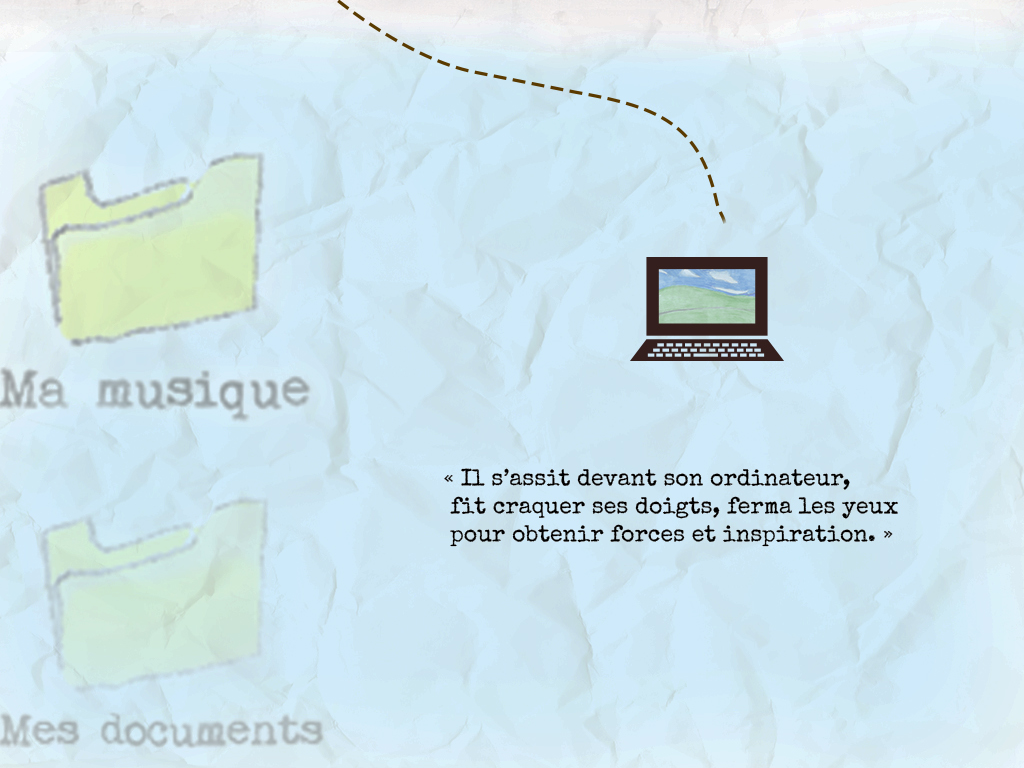 Ma musique
« Il s’assit devant son ordinateur,
fit craquer ses doigts, ferma les yeux
pour obtenir forces et inspiration. »
Mes documents